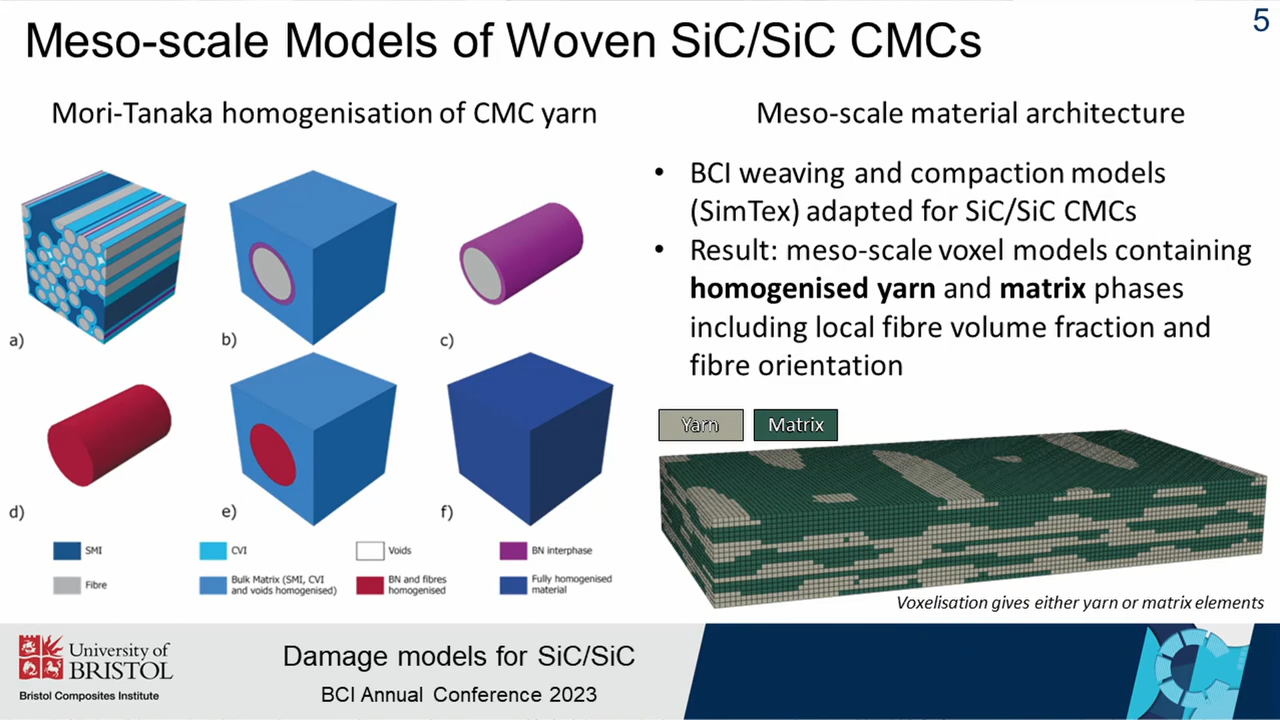 5
Meso-scale Models of Woven SiC/SiC CMCs
Mori-Tanaka homogenisation of CMC yarn
a)
b)
c)
d)
e)
f)
SMI
CVI
Voids
BN interphase
Fibre
Bulk Matrix (SMI, CVI
and voids homogenised)
BN and fibres
homogenised
Fully homogenised
material
Meso-scale material architecture
• BCI weaving and compaction models
(SimTex) adapted for SiC/SiC CMCs
• Result: meso-scale voxel models containing
homogenised yarn and matrix phases
including local fibre volume fraction and
fibre orientation
Yarn
Matrix
Voxelisation gives either yarn or matrix elements
University of
BRISTOL
Bristol Composites Institute
Damage models for SiC/SiC
BCI Annual Conference 2023